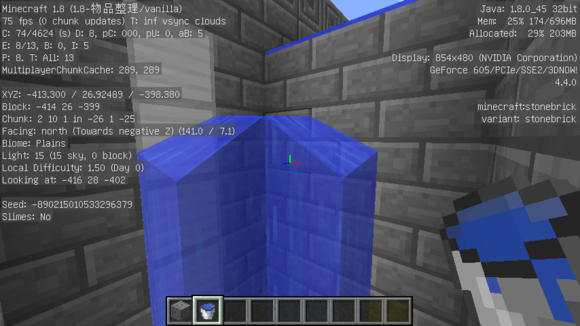 Minecraft 1.8 (1.8-物品整理/vanilla)
75 fps (0 chunk updates) T: inf vsync clouds
C: 74/4624 (s) D: 8, pC: 000, pU: 0, aB: 5
E: 8/13, B: 0, I: 5
P: 8. T: All: 13
MultiplayerChunkCache: 289, 289
XYZ: -413.300 / 26.92489 / -398.380
Block: -414 26 -399
Chunk: 2 10 1 in -26 1 -25
Facing: north (Towards negative Z) (141.0 / 7.1)
Biome: Plains
Light: 15 (15 sky, 0 block)
Local Difficulty: 1.50 (Day 0)
Looking at: -416 28 -402
Seed: -890215010533296379
Slimes: No
Java: 1.8.0_45 32bit
Mem: 25% 174/696MB
Allocated: 29% 203MB
Display: 854x480 (NVIDIA Corporation)
GeForce 605/PCIe/SSE2/3DNOW!
4.4.0
minecraft:stonebrick
variant: stonebrick